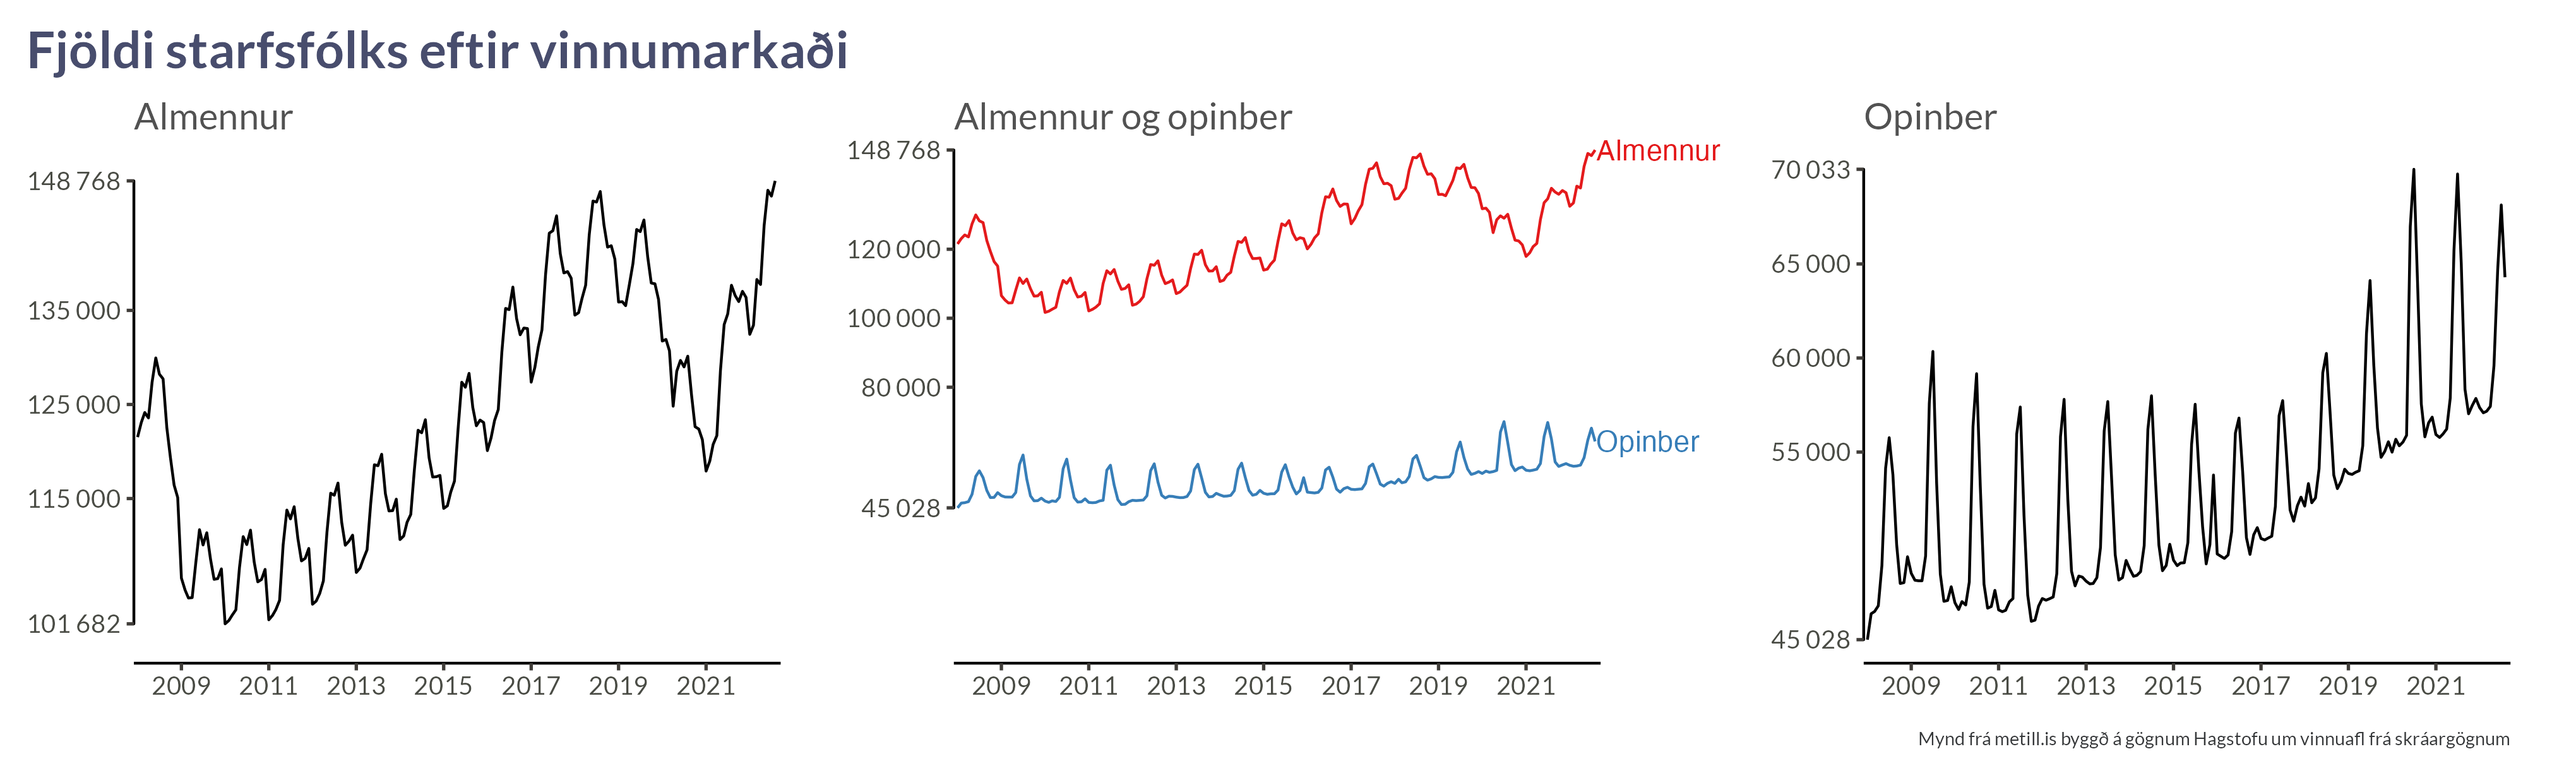 Fjöldi starfsfólks eftir vinnumarkaði
Almennur
148 768
135 000
125 000
115 000
101 682
2009 2011 2013 2015 2017 2019 2021
Almennur og opinber
148 768
120 000
100 000
80 000
45 028
Almennur
Opinber
2009 2011 2013 2015 2017 2019 2021
Opinber
70 033
65 000
60 000
55 000
45 028
2009 2011 2013 2015 2017 2019 2021
Mynd frá metill.is byggð á gögnum Hagstofu um vinnuafl frá skráargögnum